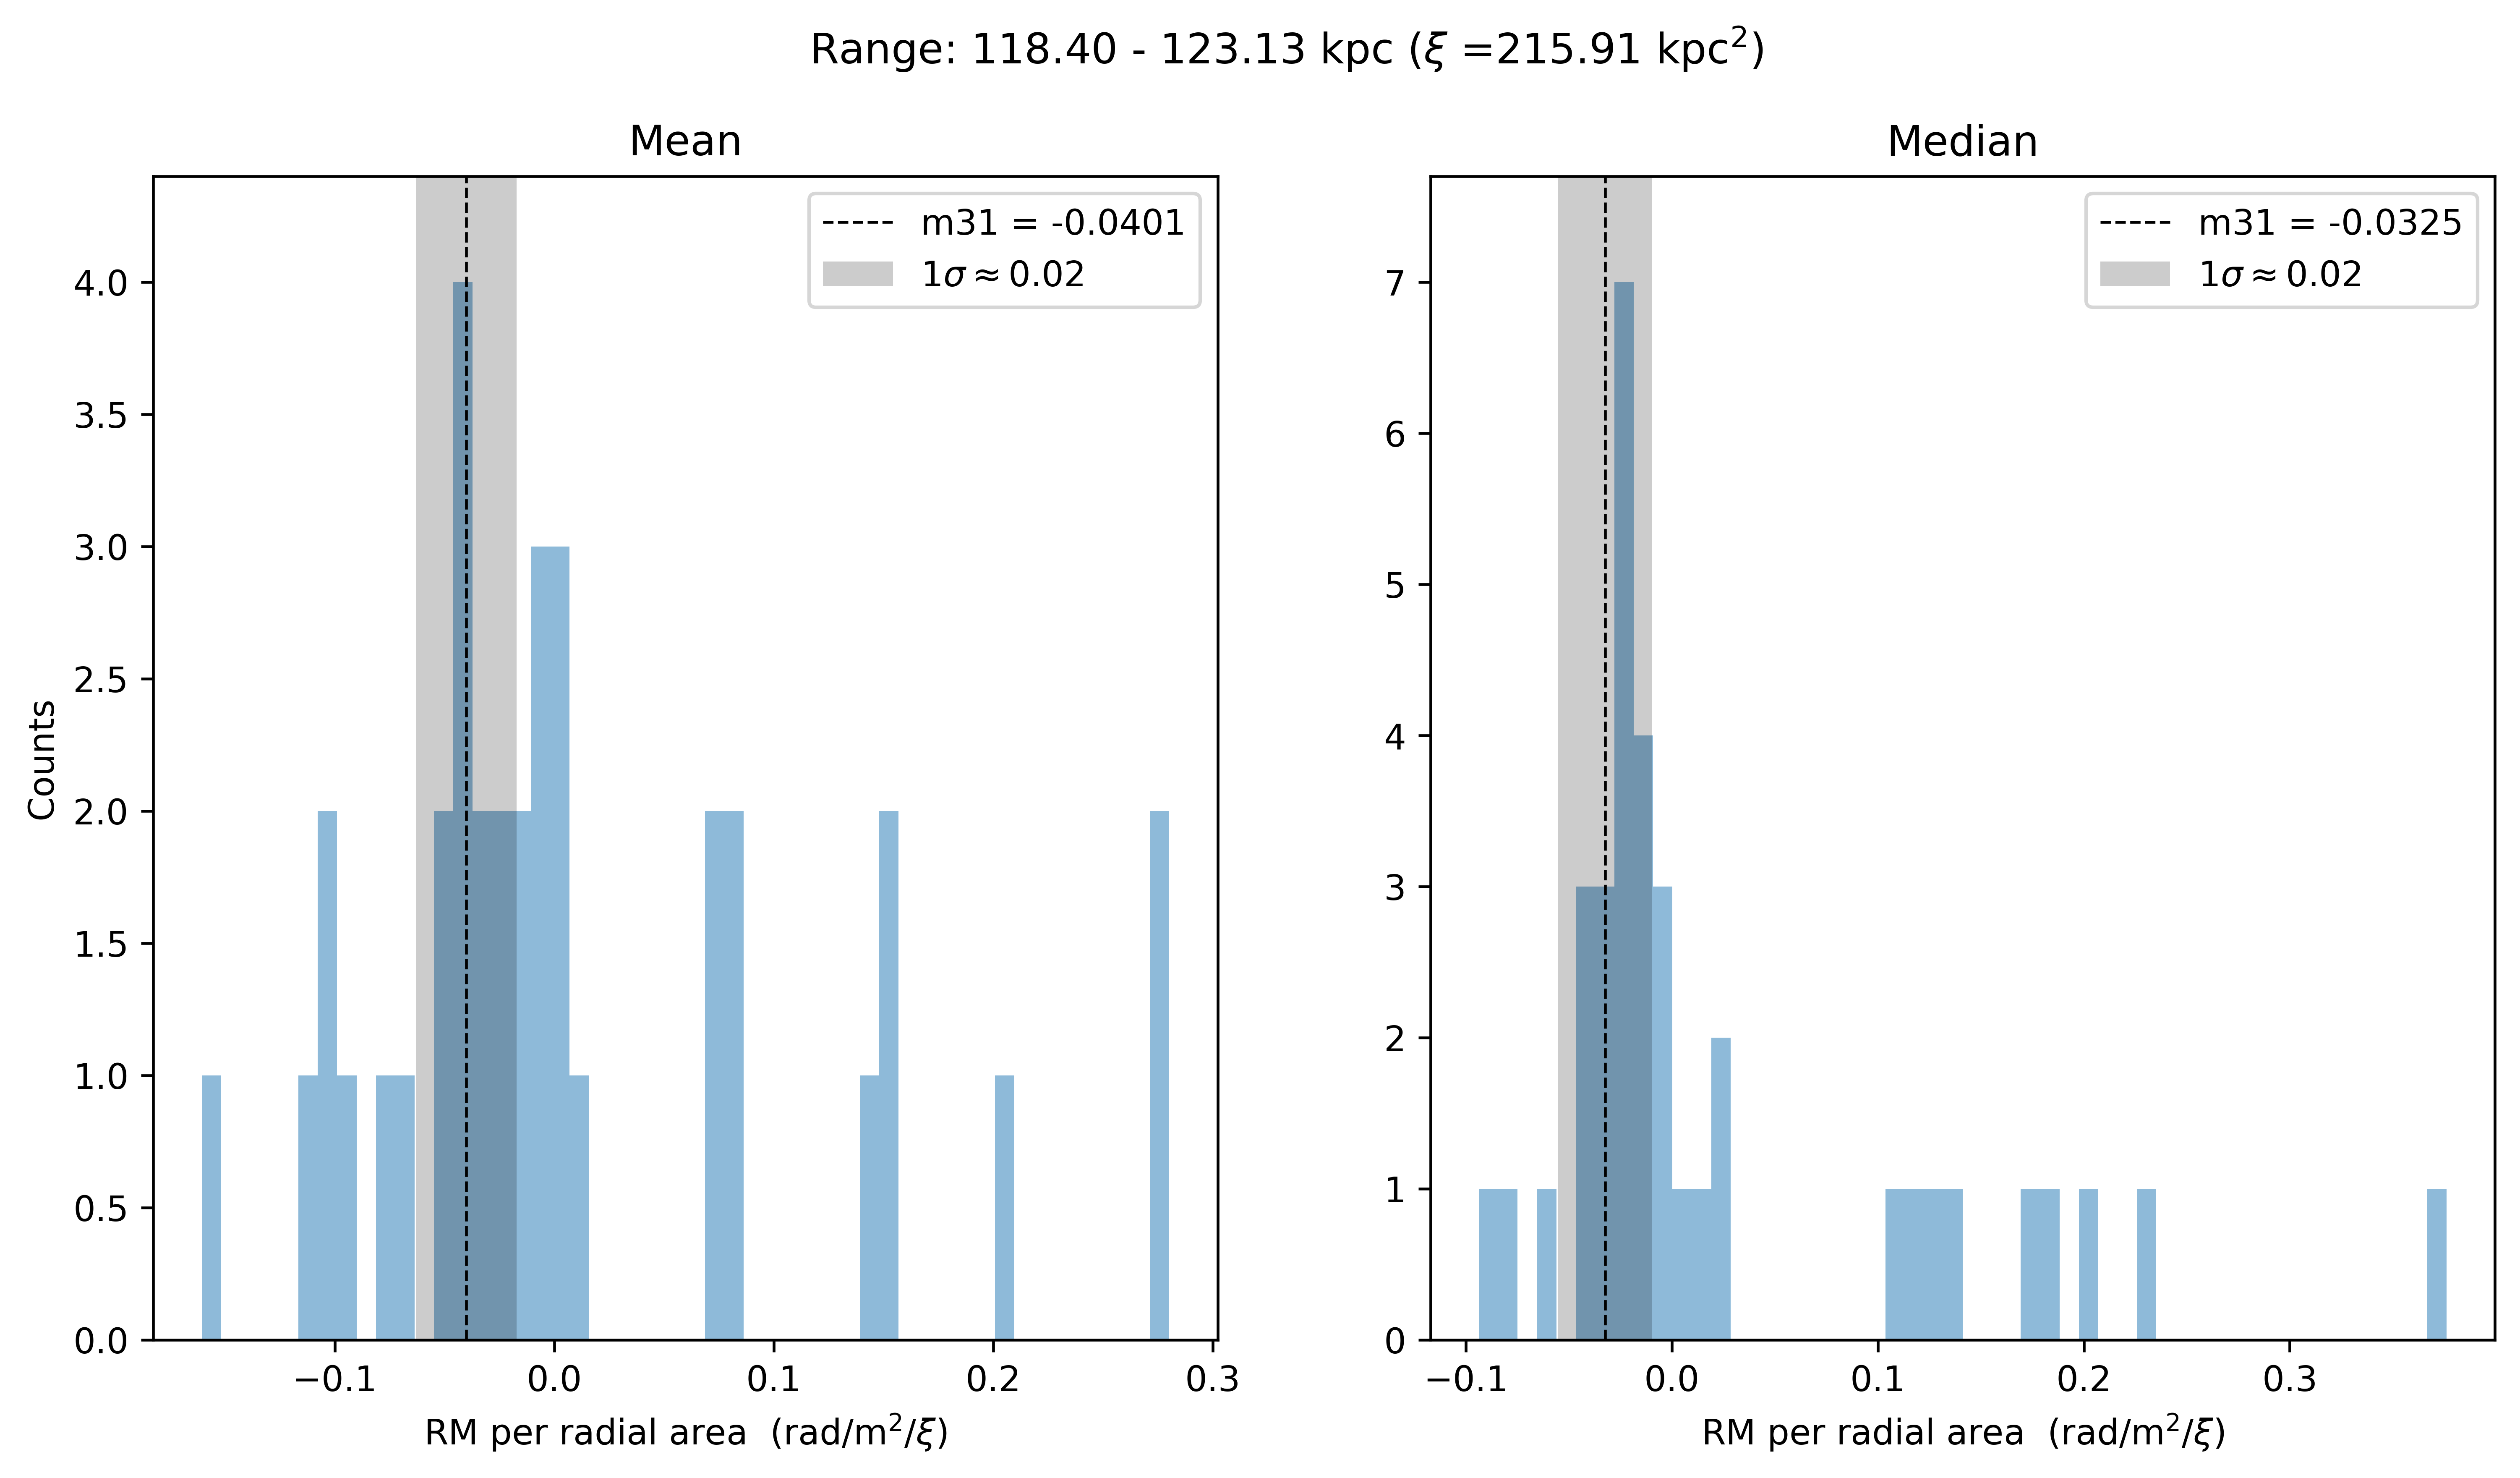 Range: 118.40 - 123.13 kpc (ξ =215.91 kpc²)
Mean
m31 = -0.0401
1σ ≈ 0.02
4.0
3.5
3.0
2.5
2.0
1.5
1.0
0.5
0.0
Counts
−0.1 0.0 0.1 0.2 0.3
RM per radial area (rad/m²/ξ)
Median
m31 = -0.0325
1σ ≈ 0.02
7
6
5
4
3
2
1
0
−0.1 0.0 0.1 0.2 0.3
RM per radial area (rad/m²/ξ)